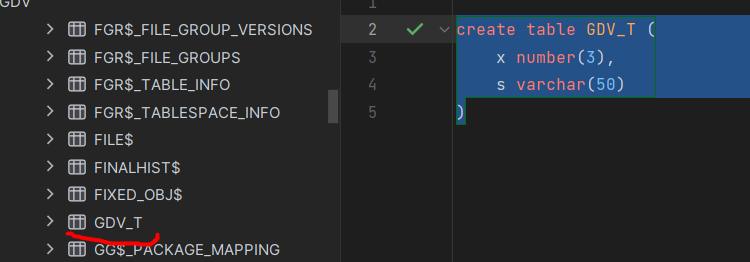 GDV
FGR$_FILE_GROUP_VERSIONS
FGR$_FILE_GROUPS
FGR$_TABLE_INFO
FGR$_TABLESPACE_INFO
FILE$
FINALHIST$
FIXED_OBJ$
GDV_T
GG$_PACKAGE_MAPPING
1
2 create table GDV_T (
3 x number(3),
4 s varchar(50)
5 )